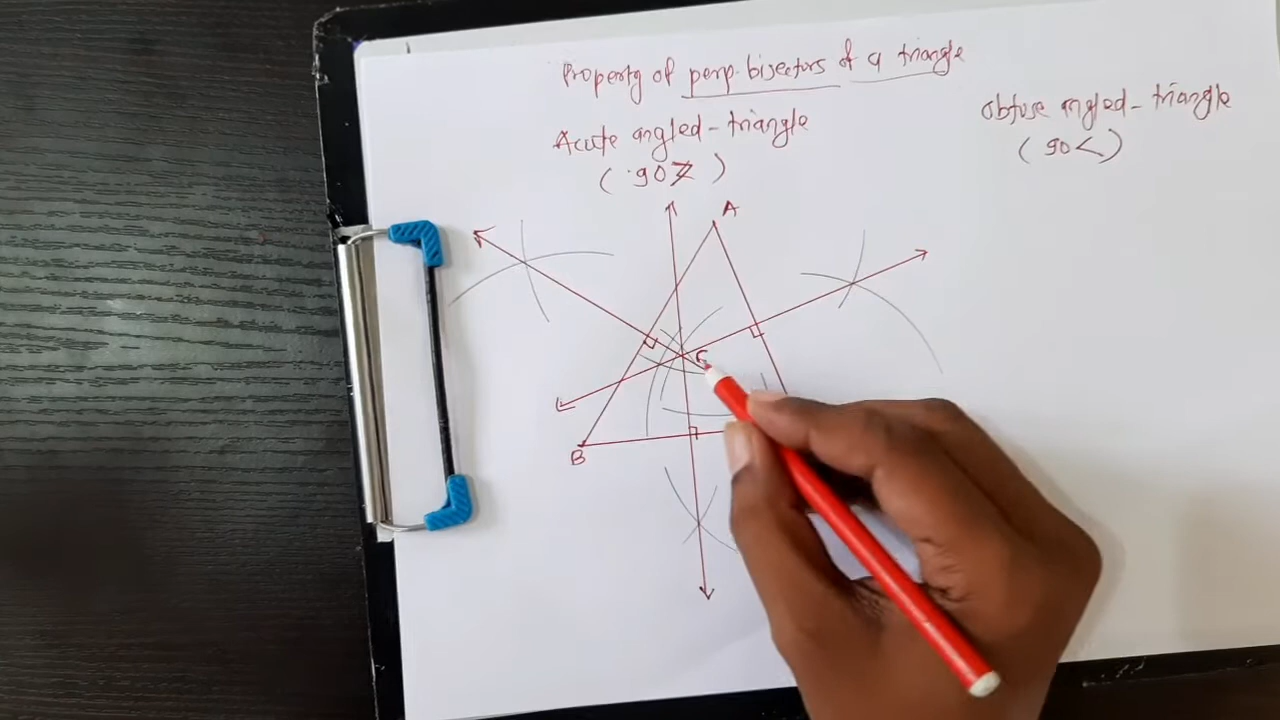 Property of perp. bisectors of a triangle
Acute angled - triangle
( 90
Obtuse angled - triangle
( 90< )
A
B